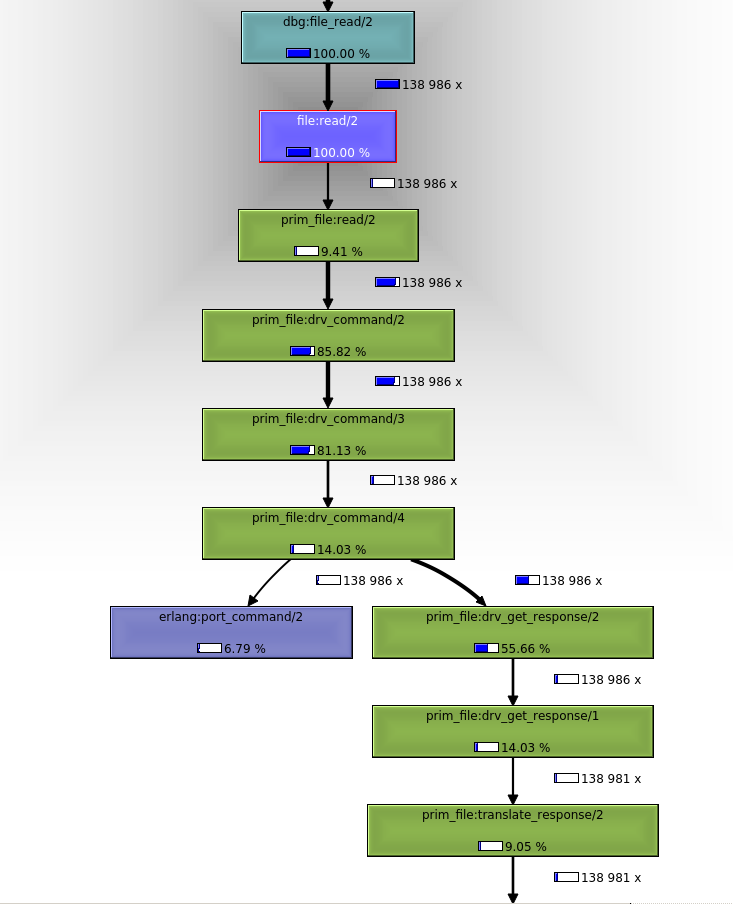 dbg:file_read/2
100.00 %
138 986 x
file:read/2
100.00 %
138 986 x
prim_file:read/2
9.41 %
138 986 x
prim_file:drv_command/2
85.82 %
138 986 x
prim_file:drv_command/3
81.13 %
138 986 x
prim_file:drv_command/4
14.03 %
138 986 x
138 986 x
erlang:port_command/2
6.79 %
prim_file:drv_get_response/2
55.66 %
138 986 x
prim_file:drv_get_response/1
14.03 %
138 981 x
prim_file:translate_response/2
9.05 %
138 981 x